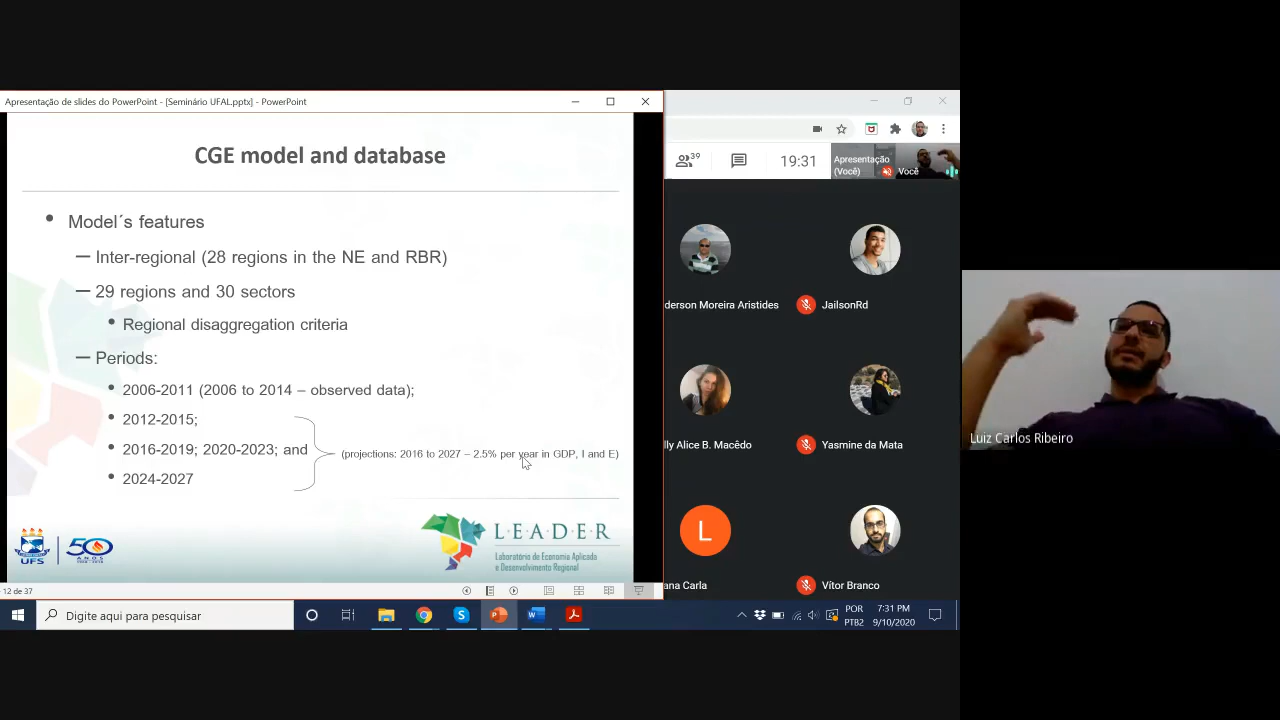 Apresentação de slides do PowerPoint - [Seminário UFAL.pptx] - PowerPoint
CGE model and database
Model´s features
Inter-regional (28 regions in the NE and RBR)
29 regions and 30 sectors
Regional disaggregation criteria
Periods:
2006-2011 (2006 to 2014 – observed data);
2012-2015;
2016-2019; 2020-2023; and
2024-2027
(projections: 2016 to 2027 – 2.5% per year in GDP, I and E)
UFS
50
ANOS
L·E·A·D·E·R
Laboratório de Economia Aplicada
e Desenvolvimento Regional
12 de 37
39
19:31
Apresentação
(Você)
Você
derson Moreira Aristides
JailsonRd
lly Alice B. Macêdo
Yasmine da Mata
L
ana Carla
Vítor Branco
Luiz Carlos Ribeiro
Digite aqui para pesquisar
POR
PTB2
7:31 PM
9/10/2020